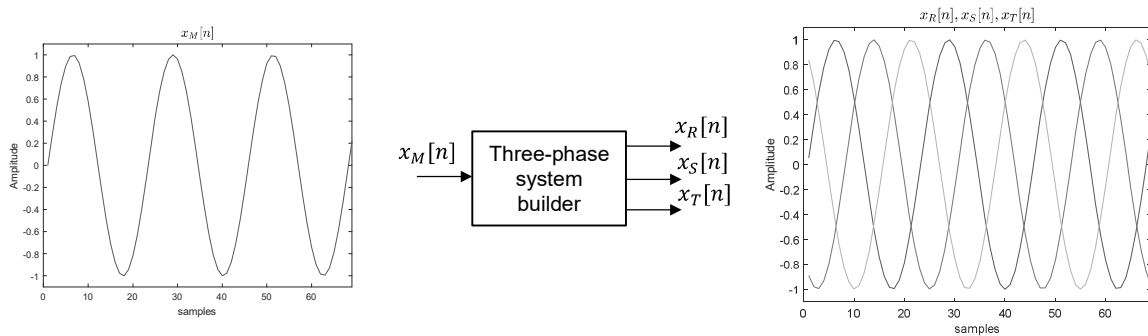 x_M[n]
1
0.8
0.6
0.4
0.2
0
-0.2
-0.4
-0.6
-0.8
-1
Amplitude
0 10 20 30 40 50 60
samples
x_M[n]
Three-phase
system
builder
x_R[n]
x_S[n]
x_T[n]
x_R[n], x_S[n], x_T[n]
1
0.8
0.6
0.4
0.2
0
-0.2
-0.4
-0.6
-0.8
-1
Amplitude
0 10 20 30 40 50 60
samples